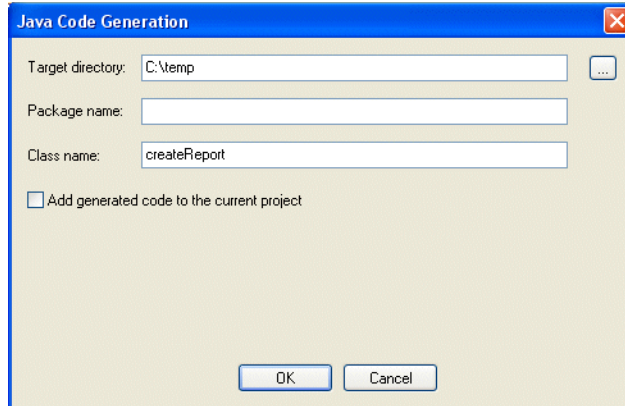 Java Code Generation
Target directory: C:\temp ...
Package name:
Class name: createReport
Add generated code to the current project
OK Cancel